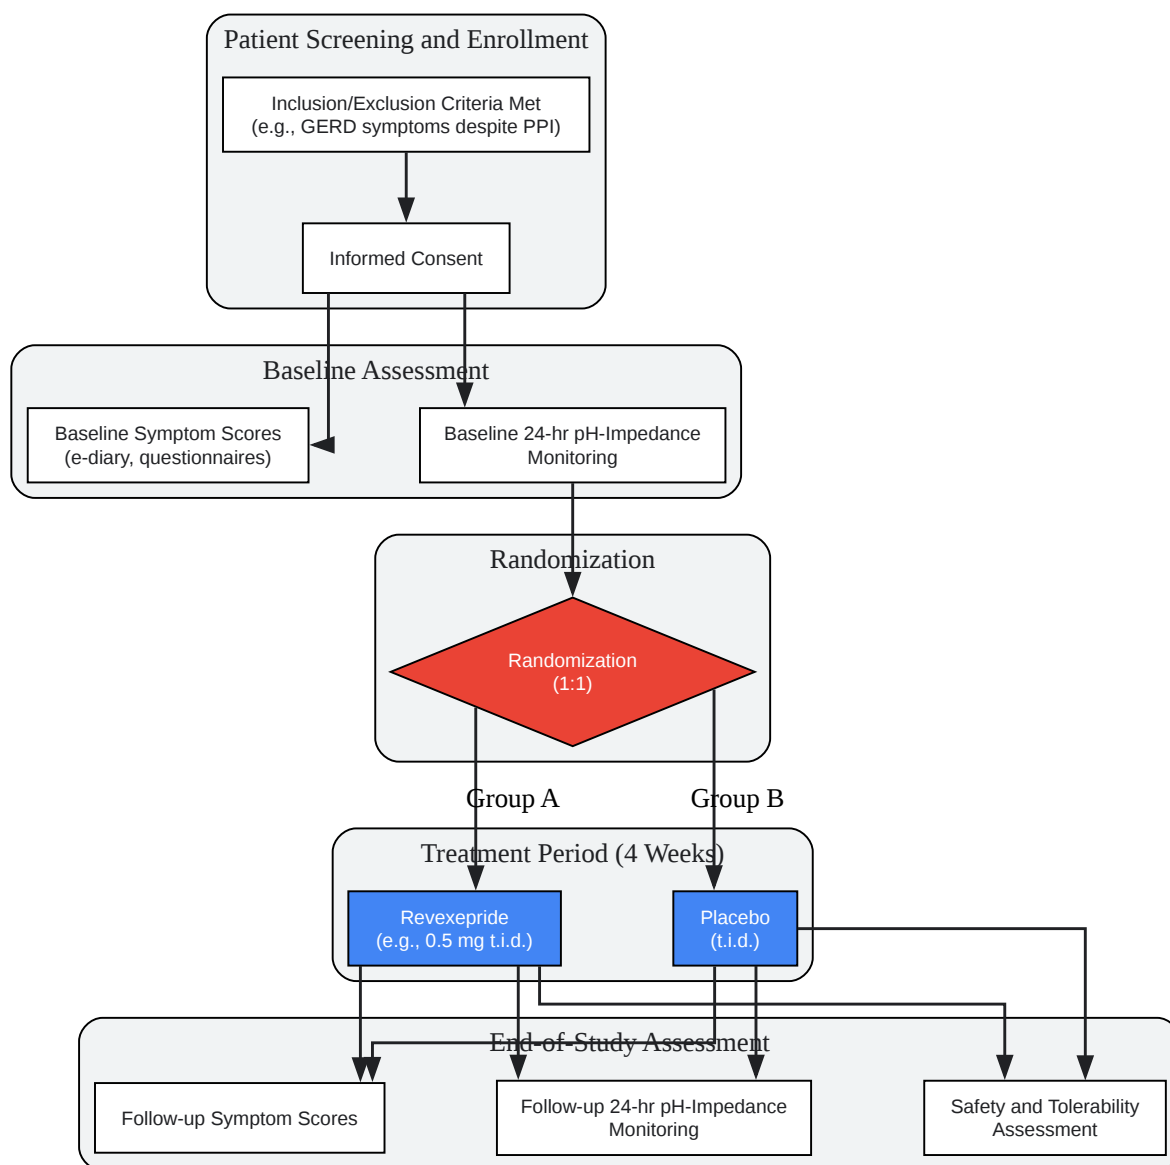 Patient Screening and Enrollment
Inclusion/Exclusion Criteria Met
(e.g., GERD symptoms despite PPI)
Informed Consent
Baseline Assessment
Baseline Symptom Scores
(e-diary, questionnaires)
Baseline 24-hr pH-Impedance
Monitoring
Randomization
Randomization
(1:1)
Group A
Group B
Treatment Period (4 Weeks)
Revexepride
(e.g., 0.5 mg t.i.d.)
Placebo
(t.i.d.)
End-of-Study Assessment
Follow-up Symptom Scores
Follow-up 24-hr pH-Impedance
Monitoring
Safety and Tolerability
Assessment